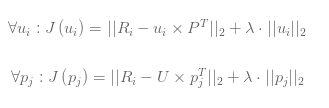 ∀u_i : J(u_i) = ||R_i − u_i × P^T||_2 + λ · ||u_i||_2
∀p_j : J(p_j) = ||R_i − U × p_j^T||_2 + λ · ||p_j||_2